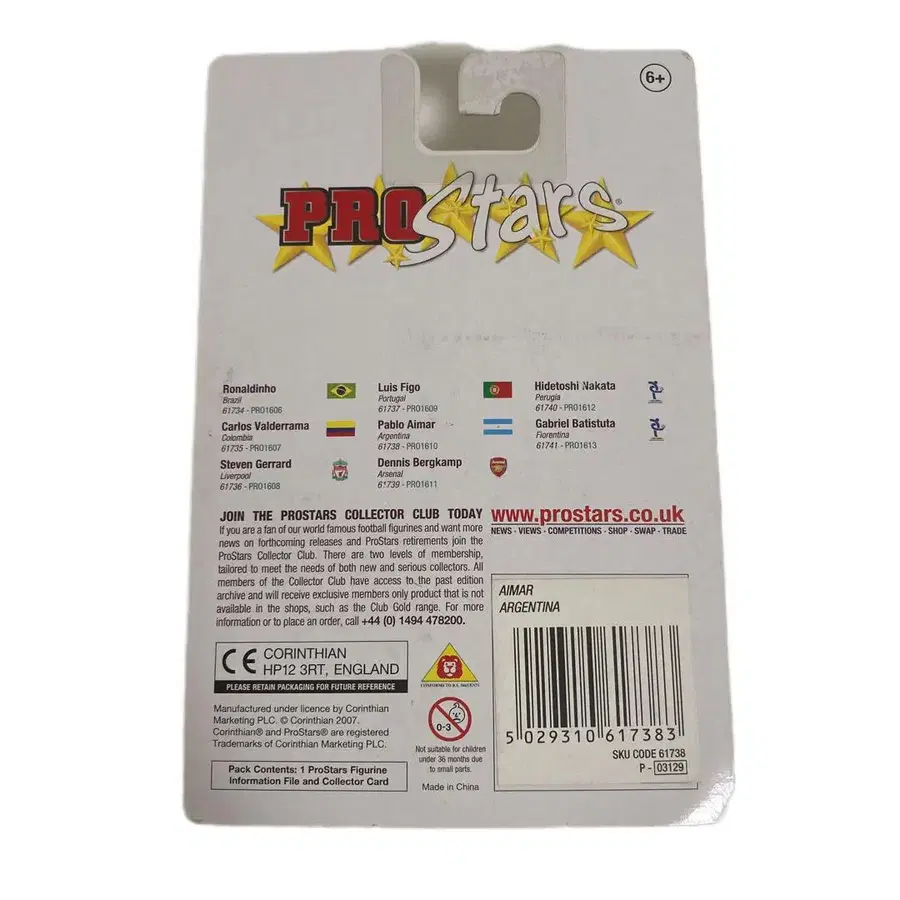 6+
PRO Stars®
Ronaldinho
Brazil
61734 - PRO1606
Luis Figo
Portugal
61737 - PRO1609
Hidetoshi Nakata
Perugia
61740 - PRO1612
Carlos Valderrama
Colombia
61735 - PRO1607
Pablo Aimar
Argentina
61738 - PRO1610
Gabriel Batistuta
Fiorentina
61741 - PRO1613
Steven Gerrard
Liverpool
61736 - PRO1608
Dennis Bergkamp
Arsenal
61739 - PRO1611
JOIN THE PROSTARS COLLECTOR CLUB TODAY
If you are a fan of our world famous football figurines and want more
news on forthcoming releases and ProStars retirements join the
ProStars Collector Club. There are two levels of membership,
tailored to meet the needs of both new and serious collectors. All
members of the Collector Club have access to the past edition
archive and will receive exclusive members only product that is not
available in the shops, such as the Club Gold range. For more
information or to place an order, call +44 (0) 1494 478200.
www.prostars.co.uk
NEWS - VIEWS - COMPETITIONS - SHOP - SWAP - TRADE
AIMAR
ARGENTINA
5 029310 617383
SKU CODE 61738
P - 03129
CE CORINTHIAN
HP12 3RT, ENGLAND
PLEASE RETAIN PACKAGING FOR FUTURE REFERENCE
Manufactured under licence by Corinthian
Marketing PLC. © Corinthian 2007.
Corinthian® and ProStars® are registered
Trademarks of Corinthian Marketing PLC.
Pack Contents: 1 ProStars Figurine
Information File and Collector Card
0-3
Not suitable for children
under 36 months due
to small parts.
Made in China